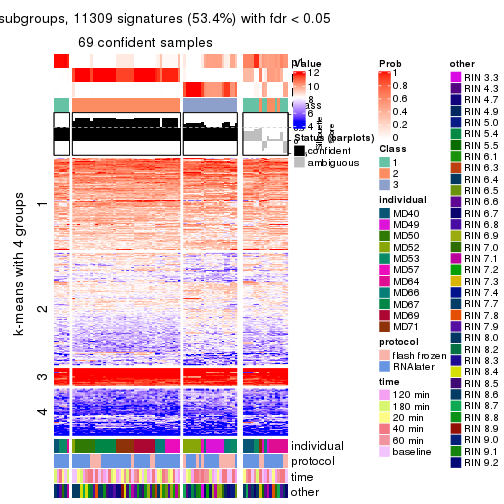 subgroups, 11309 signatures (53.4%) with fdr < 0.05
69 confident samples
k-means with 4 groups
1
2
3
4
individual
protocol
time
other
12
10
8
6
4
Status (barplots)
confident
ambiguous
Silhouette
score
Prob
1
0.8
0.6
0.4
0.2
0
Class
1
2
3
individual
MD40
MD49
MD50
MD52
MD53
MD57
MD64
MD66
MD67
MD69
MD71
protocol
flash frozen
RNAlater
time
120 min
180 min
20 min
40 min
60 min
baseline
other
RIN 3.3
RIN 4.3
RIN 4.7
RIN 4.9
RIN 5.0
RIN 5.4
RIN 5.5
RIN 6.1
RIN 6.3
RIN 6.4
RIN 6.5
RIN 6.6
RIN 6.7
RIN 6.8
RIN 6.9
RIN 7.0
RIN 7.1
RIN 7.2
RIN 7.3
RIN 7.4
RIN 7.7
RIN 7.8
RIN 7.9
RIN 8.0
RIN 8.2
RIN 8.3
RIN 8.4
RIN 8.5
RIN 8.6
RIN 8.7
RIN 8.8
RIN 8.9
RIN 9.0
RIN 9.1
RIN 9.2